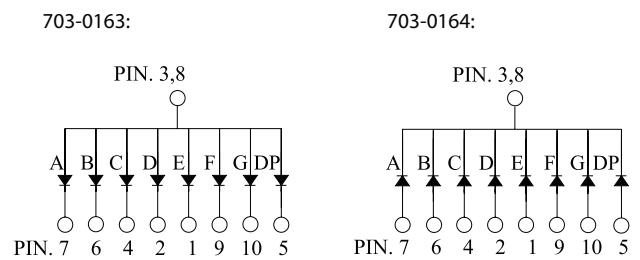 703-0163: 703-0164:
PIN. 3,8 PIN. 3,8
A B C D E F G DP A B C D E F G DP
PIN. 7 6 4 2 1 9 10 5 PIN. 7 6 4 2 1 9 10 5